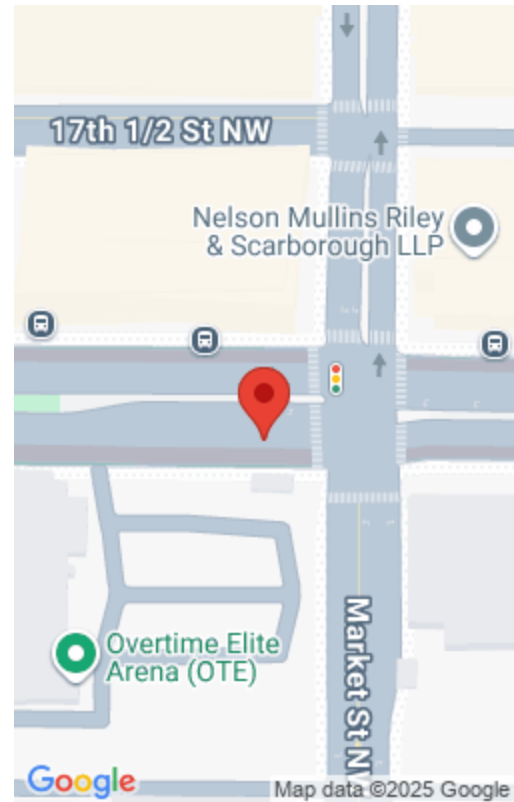 17th 1/2 St NW
Nelson Mullins Riley
& Scarborough LLP
Overtime Elite
Arena (OTE)
Market St NW
Google
Map data ©2025 Google